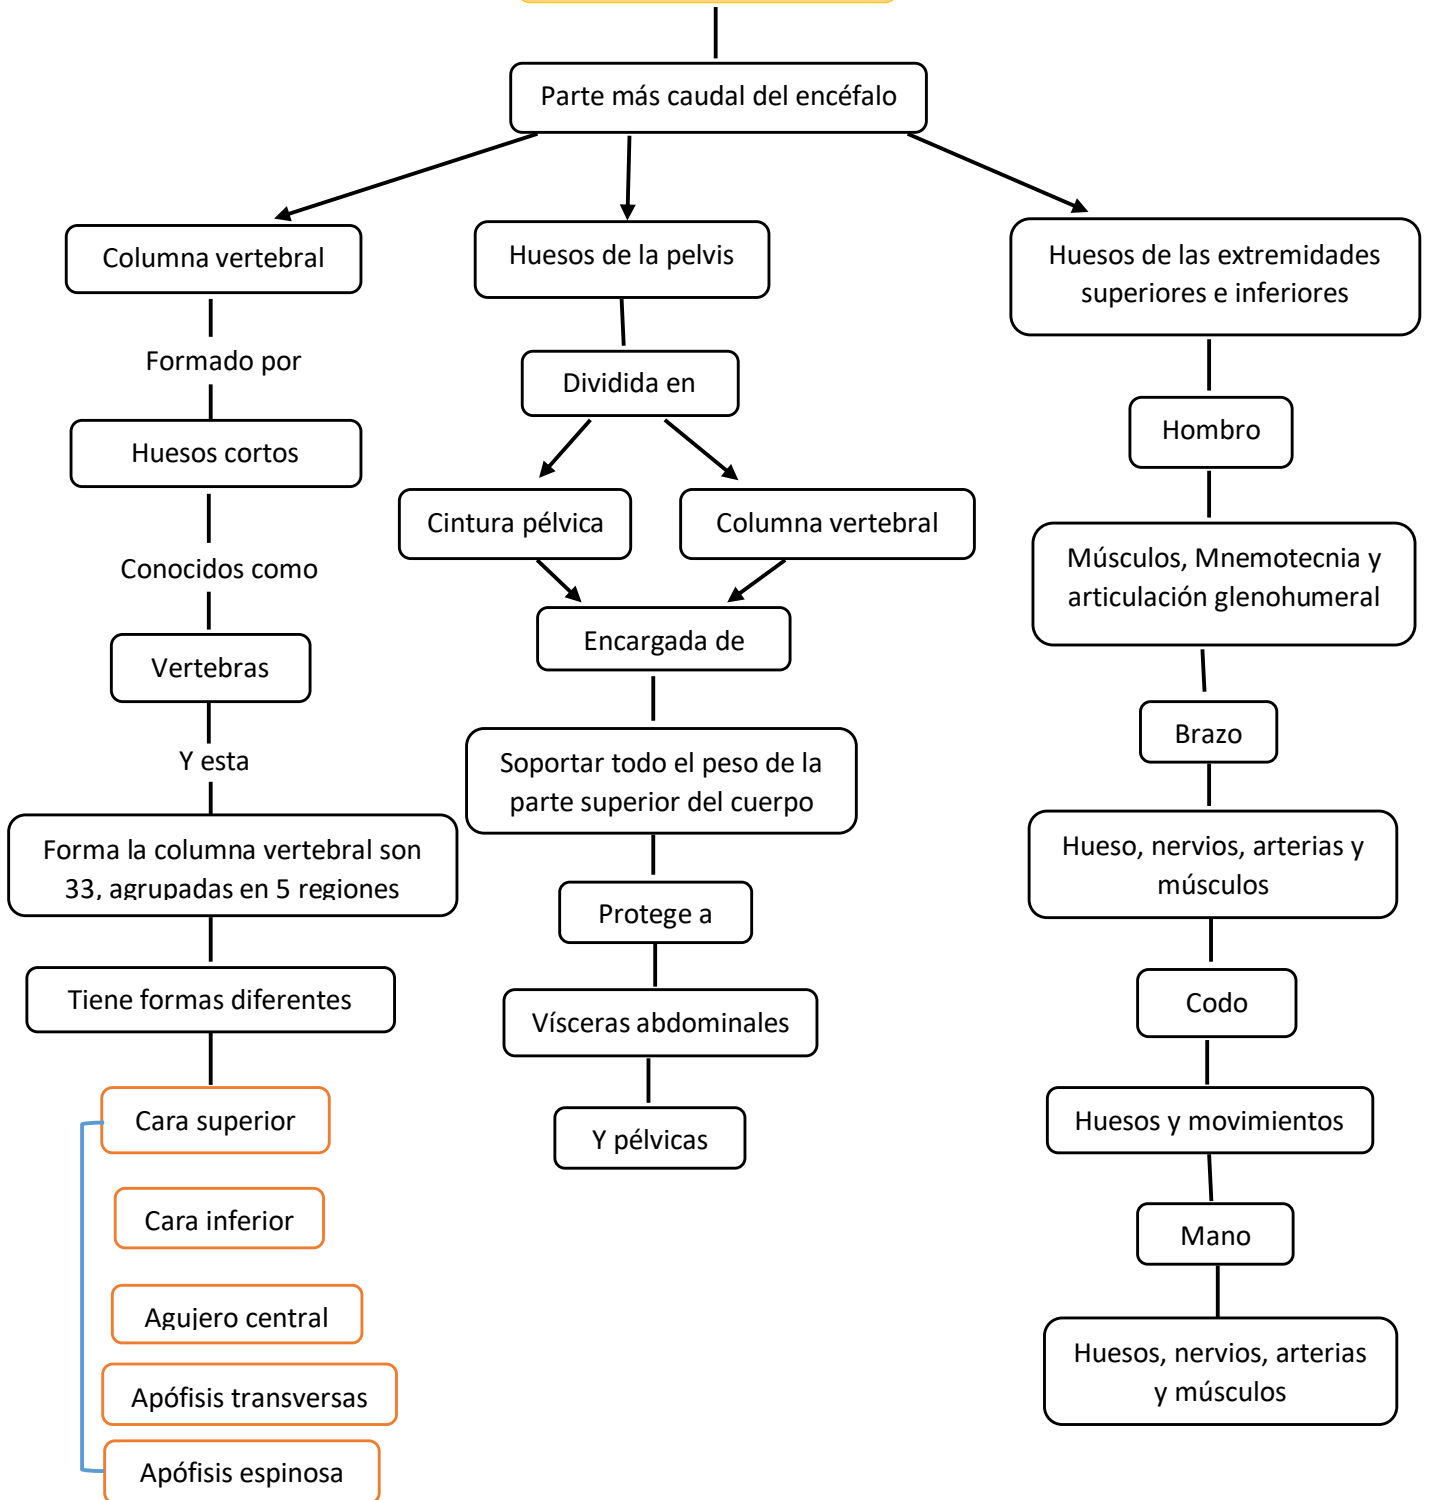 Parte más caudal del encéfalo
Columna vertebral
Formado por
Huesos cortos
Conocidos como
Vertebras
Y esta
Forma la columna vertebral son
33, agrupadas en 5 regiones
Tiene formas diferentes
Cara superior
Cara inferior
Agujero central
Apófisis transversas
Apófisis espinosa
Huesos de la pelvis
Dividida en
Cintura pélvica
Columna vertebral
Encargada de
Soportar todo el peso de la
parte superior del cuerpo
Protege a
Vísceras abdominales
Y pélvicas
Huesos de las extremidades
superiores e inferiores
Hombro
Músculos, Mnemotecnia y
articulación glenohumeral
Brazo
Hueso, nervios, arterias y
músculos
Codo
Huesos y movimientos
Mano
Huesos, nervios, arterias
y músculos